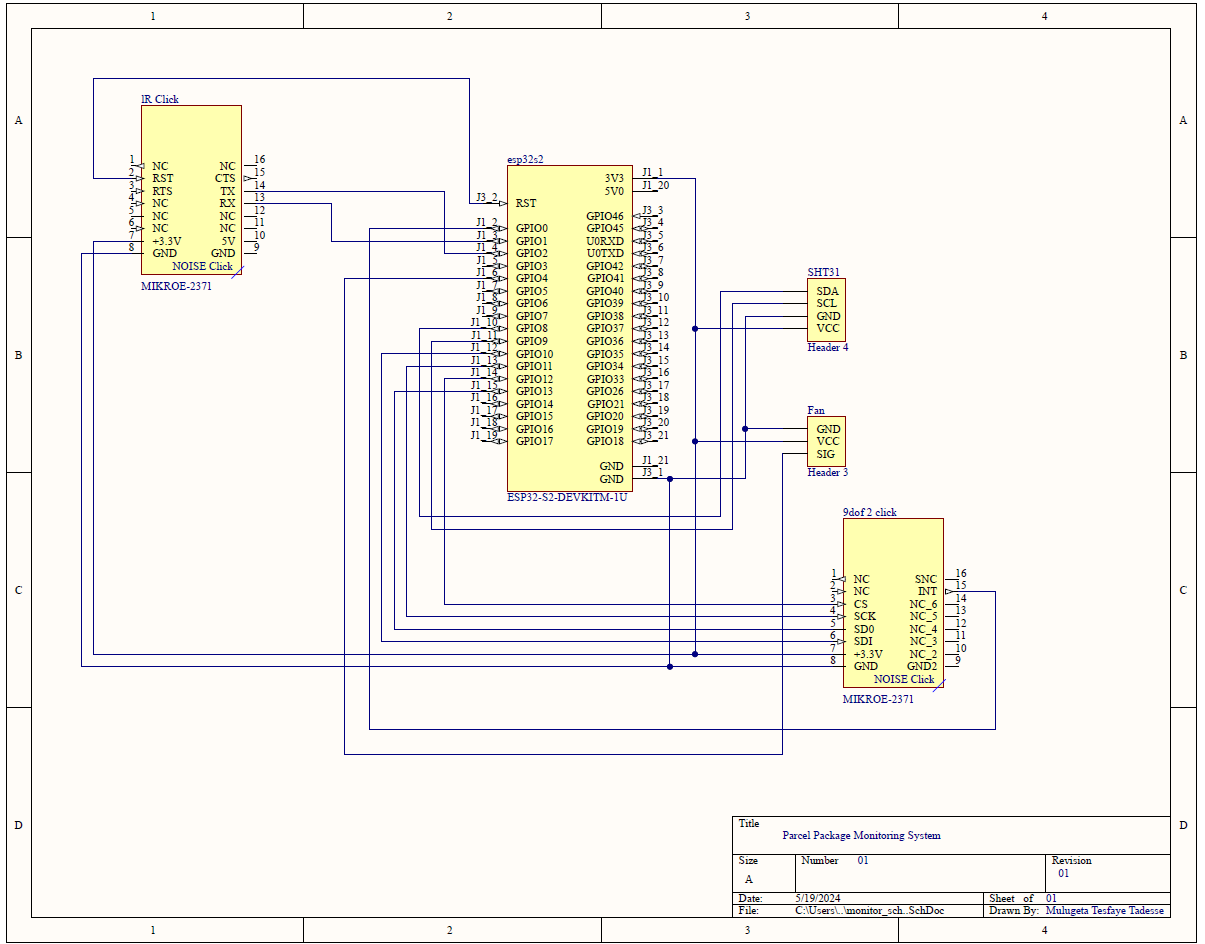 1 2 3 4
A A
B B
C C
D D
1 2 3 4
IR Click
1 NC NC 16
2 RST CTS 15
3 RTS TX 14
4 NC RX 13
5 NC NC 12
6 NC NC 11
7 +3.3V 5V 10
8 GND GND 9
NOISE Click
MIKROE-2371
esp32s2
3V3 J1_1
5V0 J1_20
J3_2 RST
GPIO46 J3_3
J1_2 GPIO0 GPIO45 J3_4
J1_3 GPIO1 U0RXD J3_5
J1_4 GPIO2 U0TXD J3_6
J1_5 GPIO3 GPIO42 J3_7
J1_6 GPIO4 GPIO41 J3_8
J1_7 GPIO5 GPIO40 J3_9
J1_8 GPIO6 GPIO39 J3_10
J1_9 GPIO7 GPIO38 J3_11
J1_10 GPIO8 GPIO37 J3_12
J1_11 GPIO9 GPIO36 J3_13
J1_12 GPIO10 GPIO35 J3_14
J1_13 GPIO11 GPIO34 J3_15
J1_14 GPIO12 GPIO33 J3_16
J1_15 GPIO13 GPIO26 J3_17
J1_16 GPIO14 GPIO21 J3_18
J1_17 GPIO15 GPIO20 J3_19
J1_18 GPIO16 GPIO19 J3_20
J1_19 GPIO17 GPIO18 J3_21
GND J1_21
GND J3_1
ESP32-S2-DEVKITM-1U
SHT31
SDA
SCL
GND
VCC
Header 4
Fan
GND
VCC
SIG
Header 3
9dof 2 click
1 NC SNC 16
2 NC INT 15
3 CS NC_6 14
4 SCK NC_5 13
5 SD0 NC_4 12
6 SDI NC_3 11
7 +3.3V NC_2 10
8 GND GND2 9
NOISE Click
MIKROE-2371
Title
Parcel Package Monitoring System
Size Number 01 Revision
A 01
Date: 5/19/2024 Sheet of 01
File: C:\Users\..\monitor_sch..SchDoc Drawn By: Mulugeta Tesfaye Tadesse